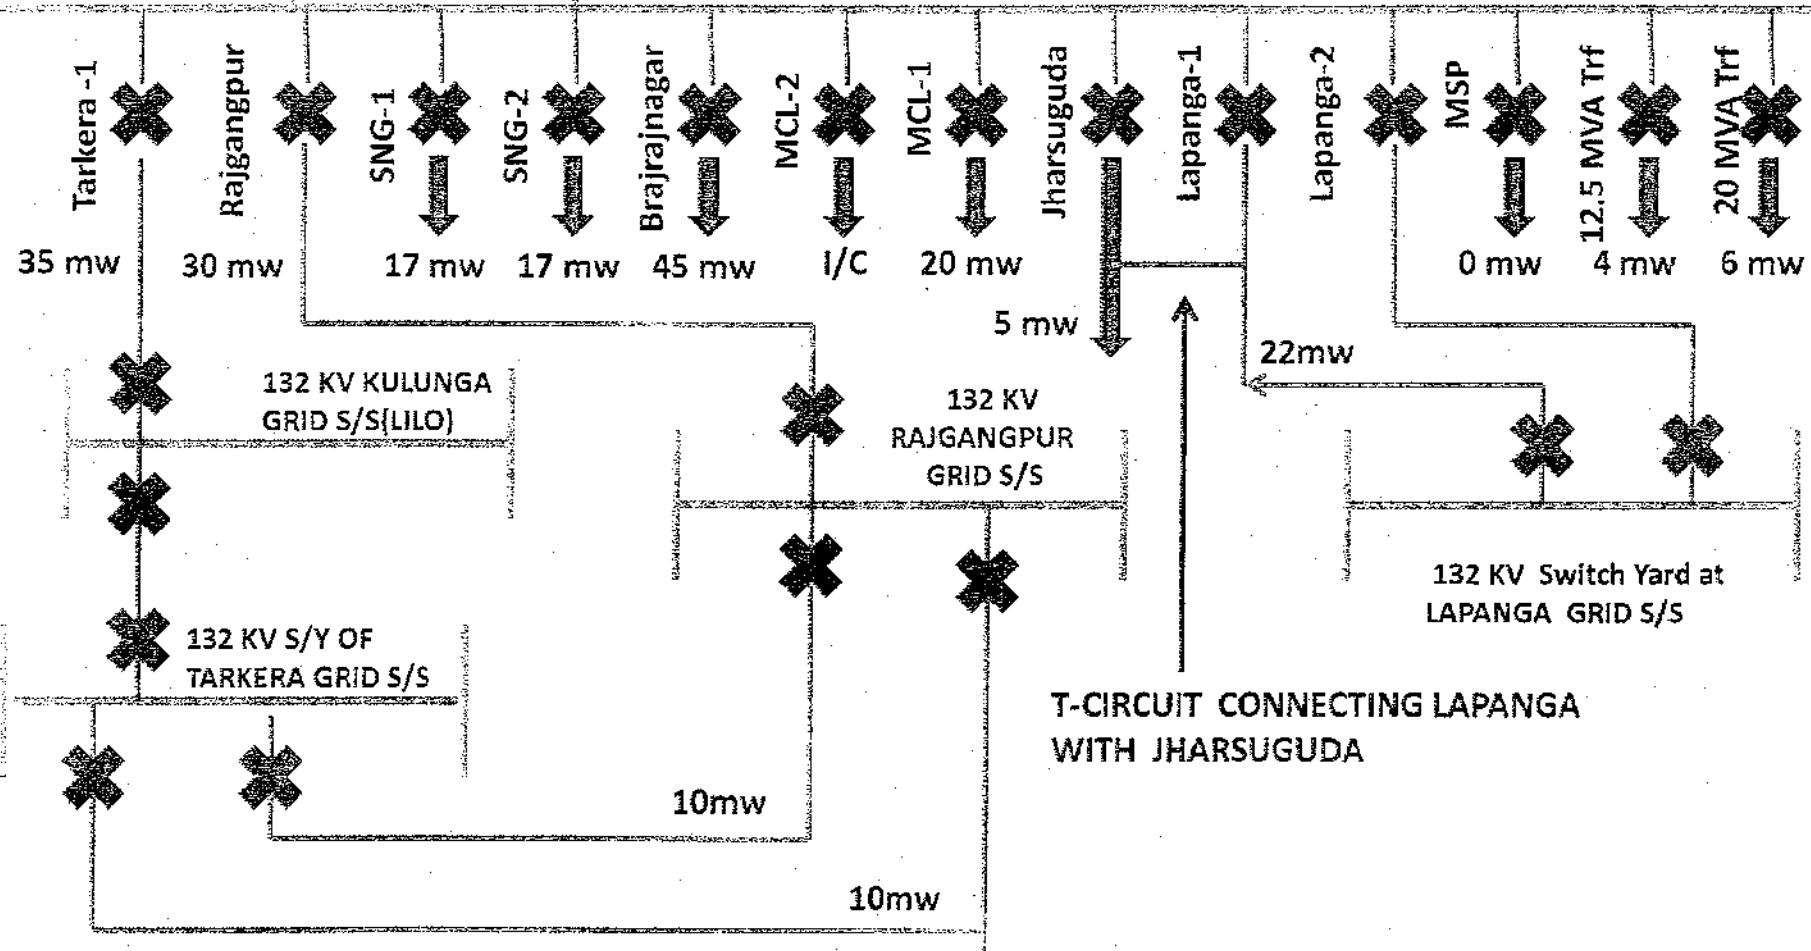 Tarkera -1
Rajgangpur
SNG-1
SNG-2
Brajrajnagar
MCL-2
MCL-1
Jharsuguda
Lapanga-1
Lapanga-2
MSP
12.5 MVA Trf
20 MVA Trf
35 mw
30 mw
17 mw
17 mw
45 mw
I/C
20 mw
0 mw
4 mw
6 mw
5 mw
22mw
132 KV KULUNGA
GRID S/S(LILO)
132 KV
RAJGANGPUR
GRID S/S
132 KV Switch Yard at
LAPANGA GRID S/S
132 KV S/Y OF
TARKERA GRID S/S
T-CIRCUIT CONNECTING LAPANGA
WITH JHARSUGUDA
10mw
10mw